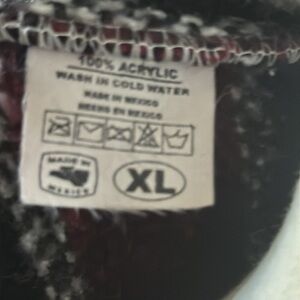 100% ACRYLIC
WASH IN COLD WATER
MADE IN MEXICO
HECHO EN MEXICO
MADE IN
MEXICO
XL